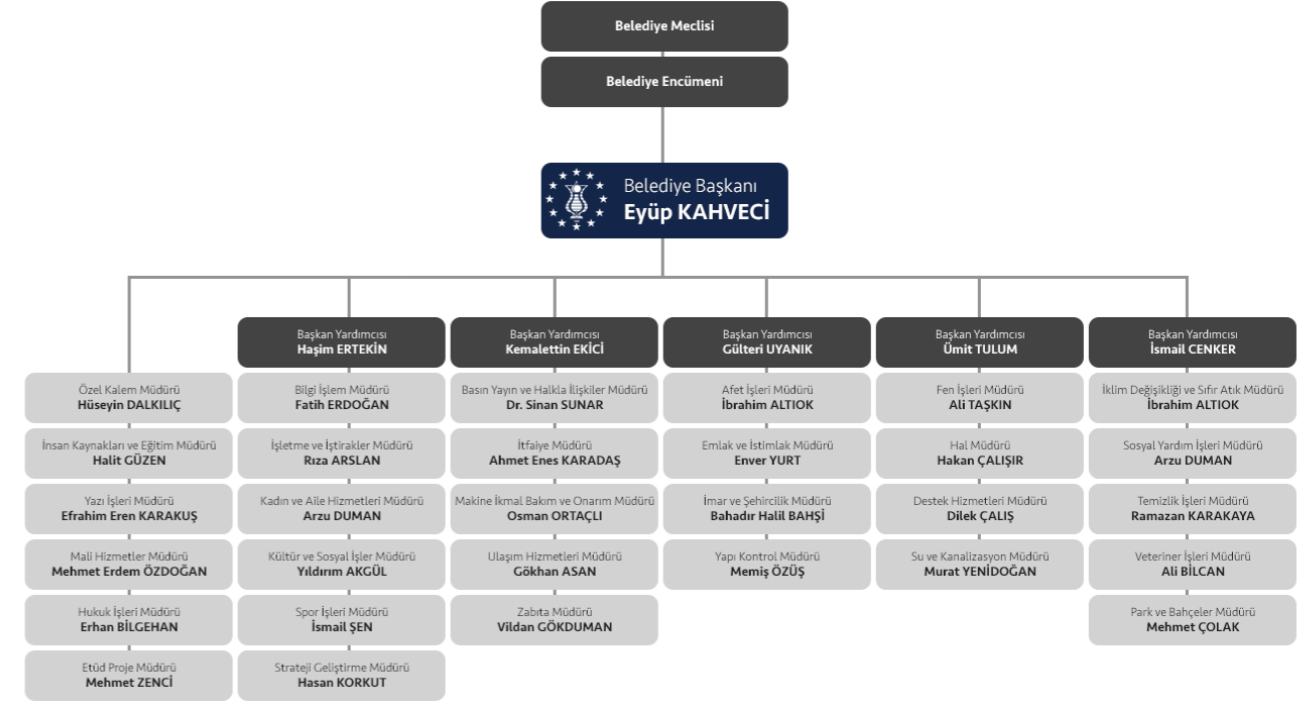 Belediye Meclisi
Belediye Encümeni
Belediye Başkanı
Eyüp KAHVECİ
Özel Kalem Müdürü
Hüseyin DALKILIÇ
İnsan Kaynakları ve Eğitim Müdürü
Halit GÜZEN
Yazı İşleri Müdürü
Efrahim Eren KARAKUŞ
Mali Hizmetler Müdürü
Mehmet Erdem ÖZDOĞAN
Hukuk İşleri Müdürü
Erhan BİLGEHAN
Etüd Proje Müdürü
Mehmet ZENCİ
Başkan Yardımcısı
Haşim ERTEKİN
Bilgi İşlem Müdürü
Fatih ERDOĞAN
İşletme ve İştirakler Müdürü
Rıza ARSLAN
Kadın ve Aile Hizmetleri Müdürü
Arzu DUMAN
Kültür ve Sosyal İşler Müdürü
Yıldırım AKGÜL
Spor İşleri Müdürü
İsmail ŞEN
Strateji Geliştirme Müdürü
Hasan KORKUT
Başkan Yardımcısı
Kemalettin EKİCİ
Basın Yayın ve Halkla İlişkiler Müdürü
Dr. Sinan SUNAR
İtfaiye Müdürü
Ahmet Enes KARADAŞ
Makine İkmal Bakım ve Onarım Müdürü
Osman ORTAÇLI
Ulaşım Hizmetleri Müdürü
Gökhan ASAN
Zabıta Müdürü
Vildan GÖKDUMAN
Başkan Yardımcısı
Gülteri UYANIK
Afet İşleri Müdürü
İbrahim ALTIOK
Emlak ve İstimlak Müdürü
Enver YURT
İmar ve Şehircilik Müdürü
Bahadır Halil BAHŞİ
Yapı Kontrol Müdürü
Memiş ÖZÜŞ
Başkan Yardımcısı
Ümit TULUM
Fen İşleri Müdürü
Ali TAŞKIN
Hal Müdürü
Hakan ÇALIŞIR
Destek Hizmetleri Müdürü
Dilek ÇALIŞ
Su ve Kanalizasyon Müdürü
Murat YENİDOĞAN
Başkan Yardımcısı
İsmail CENKER
İklim Değişikliği ve Sıfır Atık Müdürü
İbrahim ALTIOK
Sosyal Yardım İşleri Müdürü
Arzu DUMAN
Temizlik İşleri Müdürü
Ramazan KARAKAYA
Veteriner İşleri Müdürü
Ali BİLCAN
Park ve Bahçeler Müdürü
Mehmet ÇOLAK